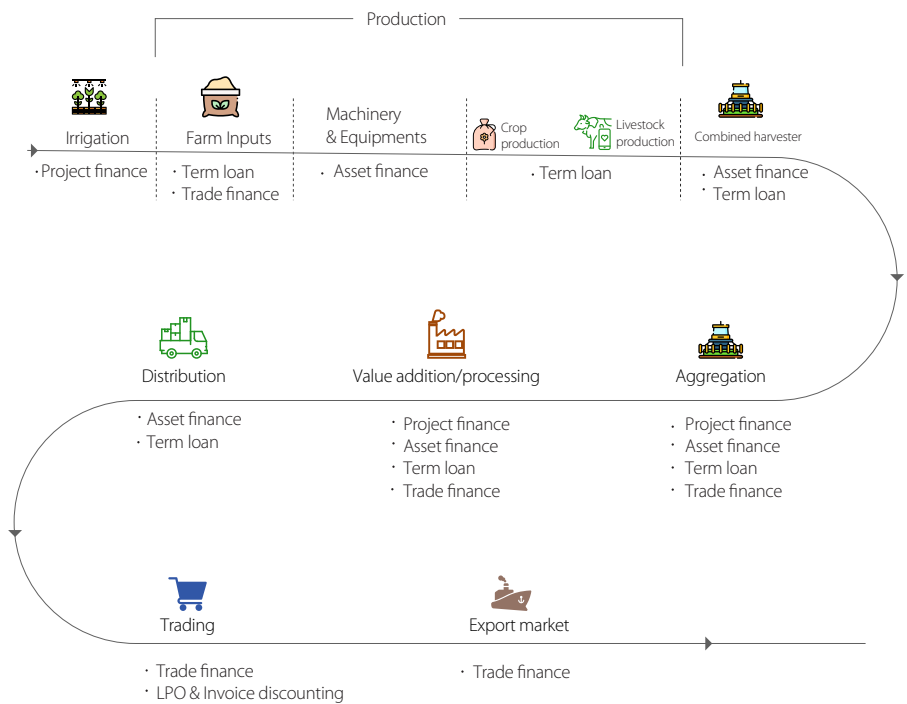 Production
Irrigation
· Project finance
Farm Inputs
· Term loan
· Trade finance
Machinery
& Equipments
· Asset finance
Crop
production
Livestock
production
· Term loan
Combined harvester
· Asset finance
· Term loan
Aggregation
· Project finance
· Asset finance
· Term loan
· Trade finance
Value addition/processing
· Project finance
· Asset finance
· Term loan
· Trade finance
Distribution
· Asset finance
· Term loan
Trading
· Trade finance
· LPO & Invoice discounting
Export market
· Trade finance